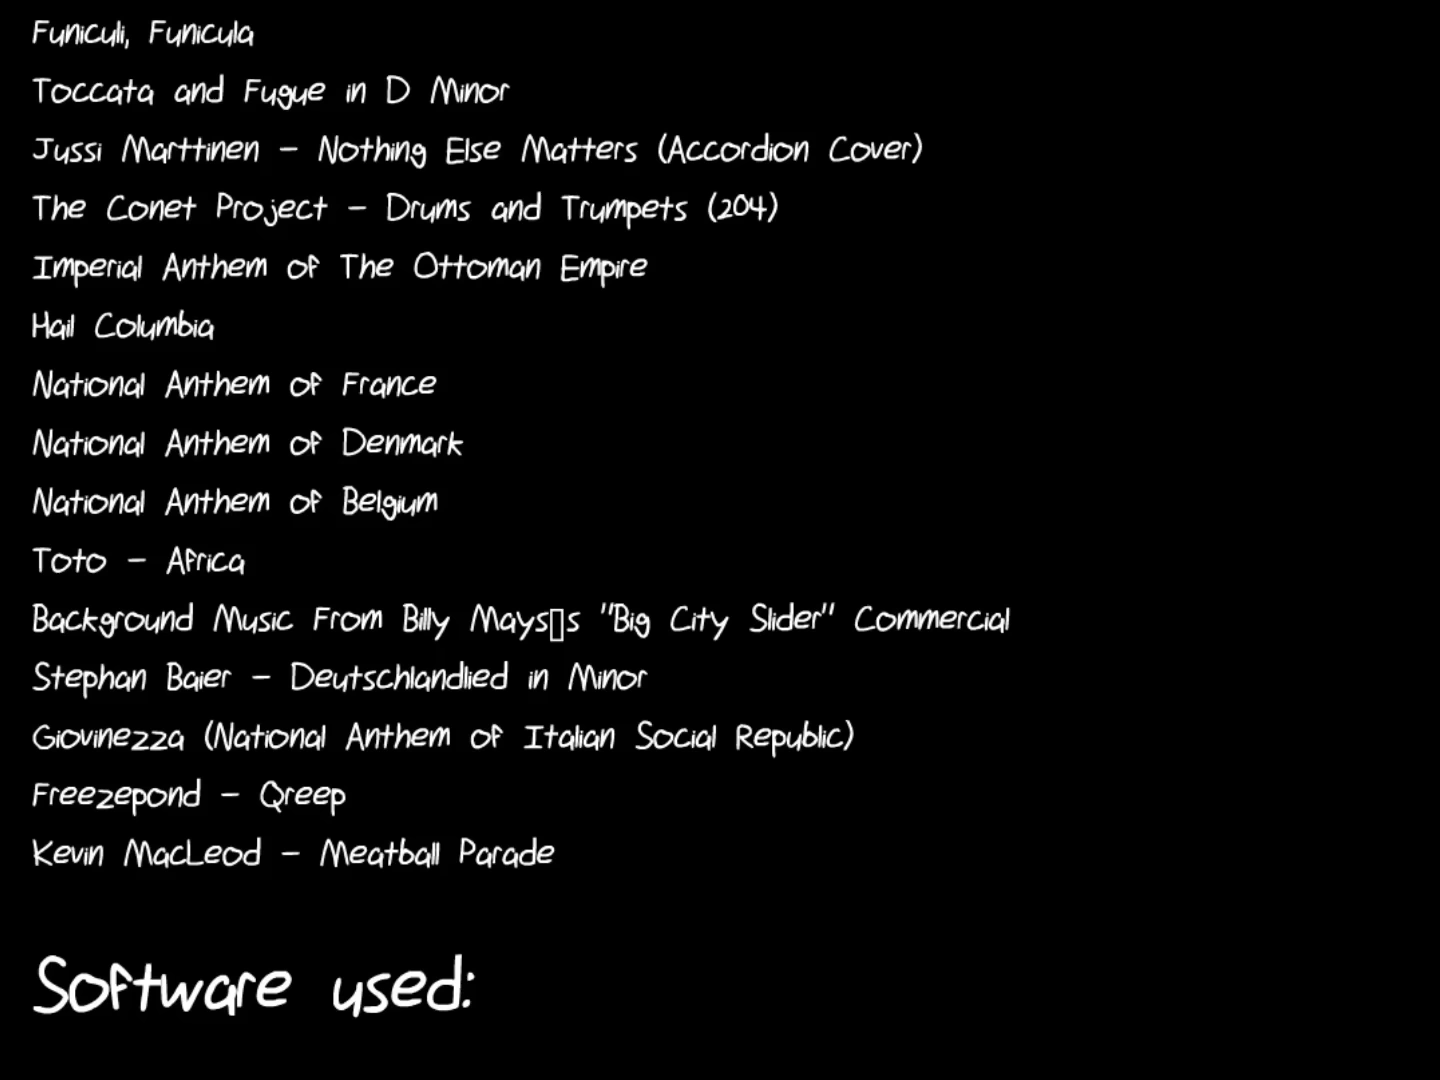 Funiculi, Funicula
Toccata and Fugue in D Minor
Jussi Marttinen - Nothing Else Matters (Accordion Cover)
The Conet Project - Drums and Trumpets (204)
Imperial Anthem of The Ottoman Empire
Hail Columbia
National Anthem of France
National Anthem of Denmark
National Anthem of Belgium
Toto - Africa
Background Music From Billy Mays▯s "Big City Slider" Commercial
Stephan Baier - Deutschlandlied in Minor
Giovinezza (National Anthem of Italian Social Republic)
Freezepond - Qreep
Kevin MacLeod - Meatball Parade
Software used: